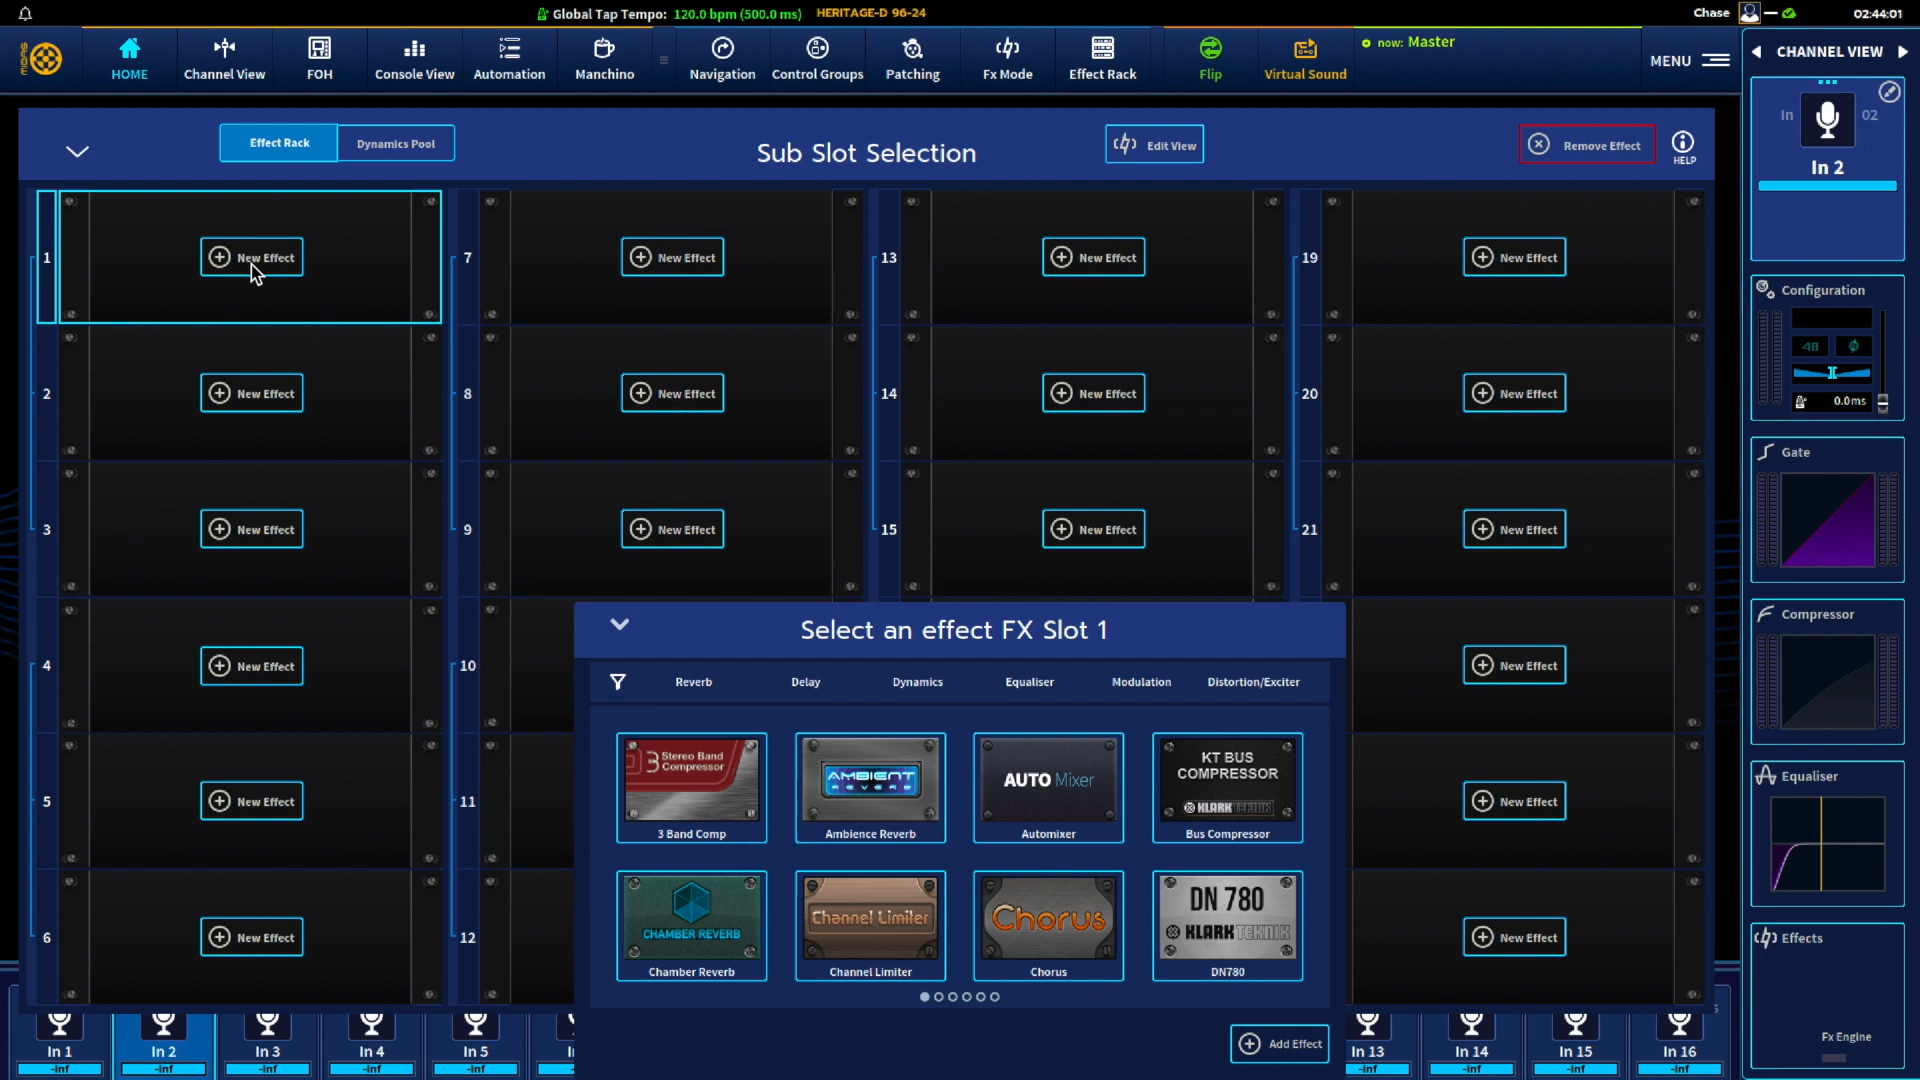 Global Tap Tempo: 120.0 bpm (500.0 ms) HERITAGE-D 96-24
Chase
02:44:01
MIDAS
HOME
Channel View
FOH
Console View
Automation
Manchino
Navigation
Control Groups
Patching
Fx Mode
Effect Rack
Flip
Virtual Sound
now: Master
MENU
CHANNEL VIEW
Effect Rack
Dynamics Pool
Sub Slot Selection
Edit View
Remove Effect
HELP
In 02
In 2
1 New Effect
7 New Effect
13 New Effect
19 New Effect
Configuration
48
0.0ms
2 New Effect
8 New Effect
14 New Effect
20 New Effect
Gate
3 New Effect
9 New Effect
15 New Effect
21 New Effect
Compressor
4 New Effect
10
New Effect
5 New Effect
11
New Effect
Equaliser
6 New Effect
12
New Effect
Effects
Fx Engine
Select an effect FX Slot 1
Reverb
Delay
Dynamics
Equaliser
Modulation
Distortion/Exciter
3 Stereo Band
Compressor
3 Band Comp
AMBIENT
REVERB
Ambience Reverb
AUTO Mixer
Automixer
KT BUS
COMPRESSOR
KLARK TEKNIK
Bus Compressor
CHAMBER REVERB
Chamber Reverb
Channel Limiter
Channel Limiter
Chorus
Chorus
DN 780
KLARK TEKNIK
DN780
Add Effect
In 1
-inf
In 2
-inf
In 3
-inf
In 4
-inf
In 5
-inf
In 13
-inf
In 14
-inf
In 15
-inf
In 16
-inf